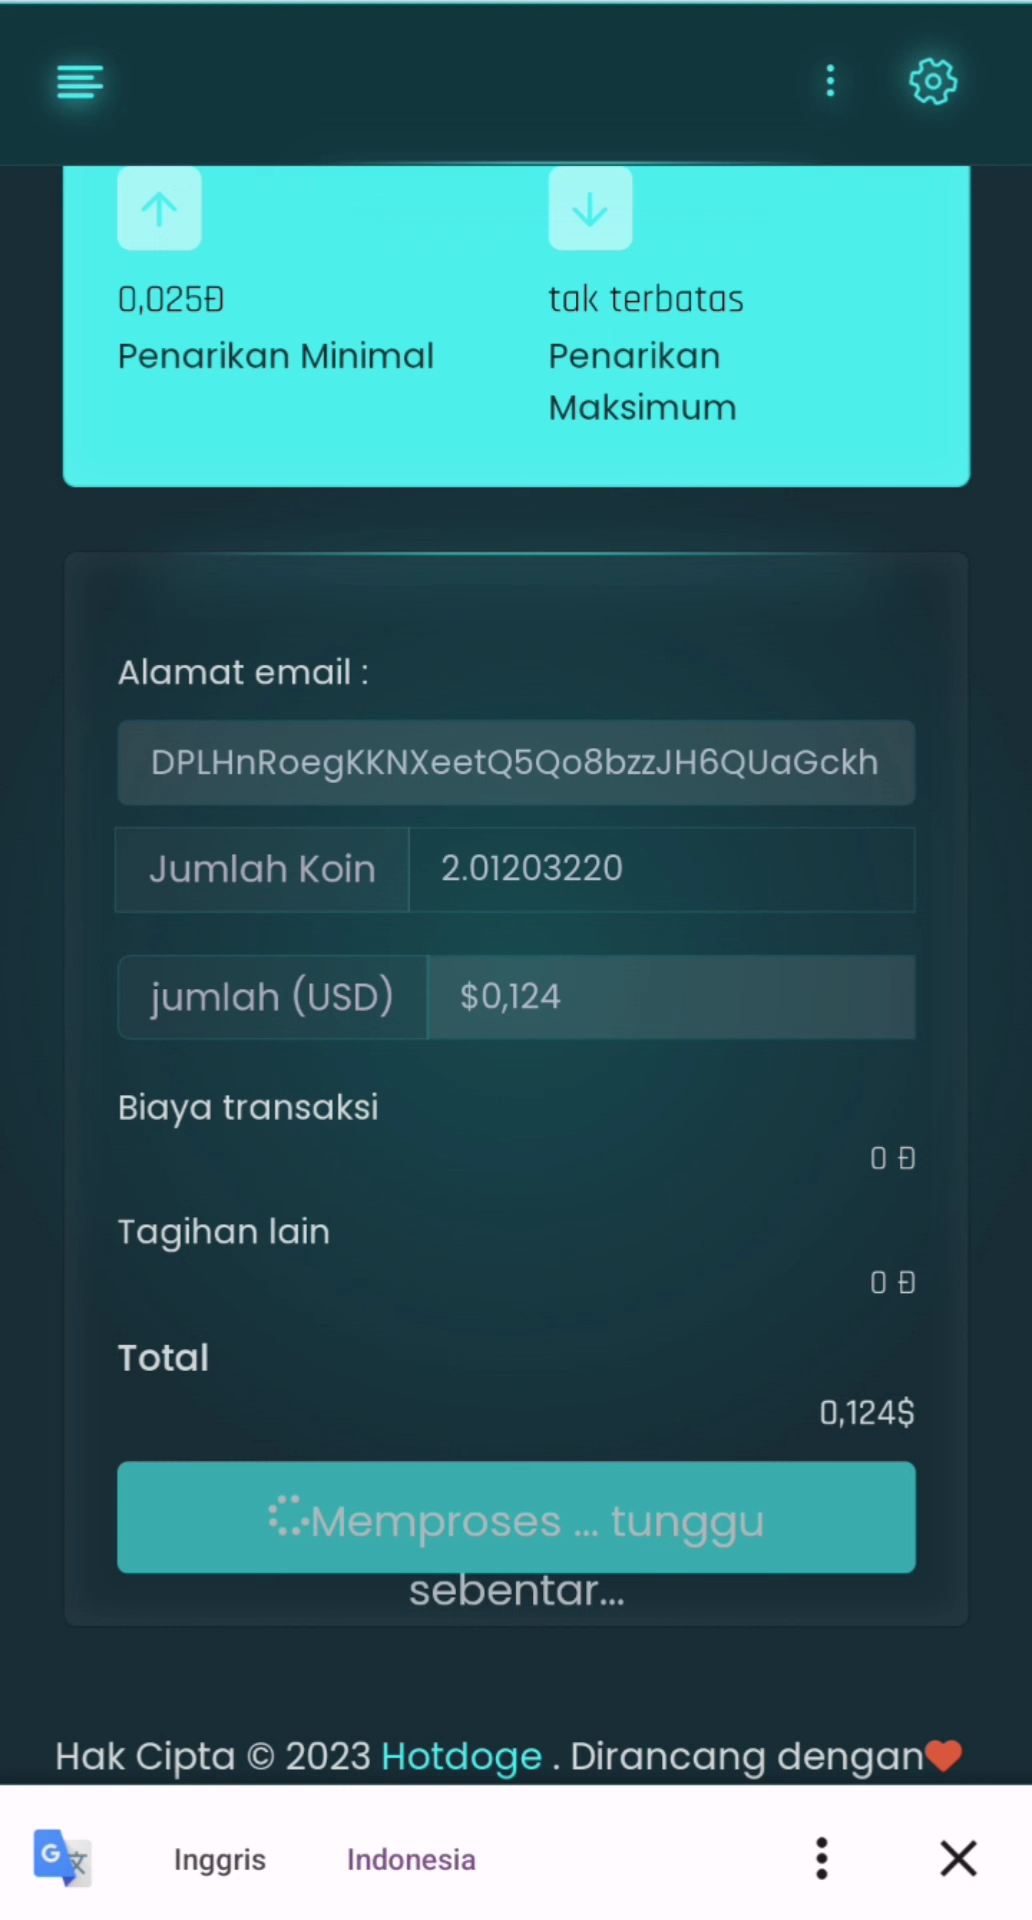 0,025Ð
Penarikan Minimal
tak terbatas
Penarikan
Maksimum
Alamat email :
DPLHnRoegKKNXeetQ5Qo8bzzJH6QUaGckh
Jumlah Koin
2.01203220
jumlah (USD)
$0,124
Biaya transaksi
0 Ð
Tagihan lain
0 Ð
Total
0,124$
Memproses ... tunggu
sebentar...
Hak Cipta © 2023 Hotdoge . Dirancang dengan
G 文
Inggris
Indonesia